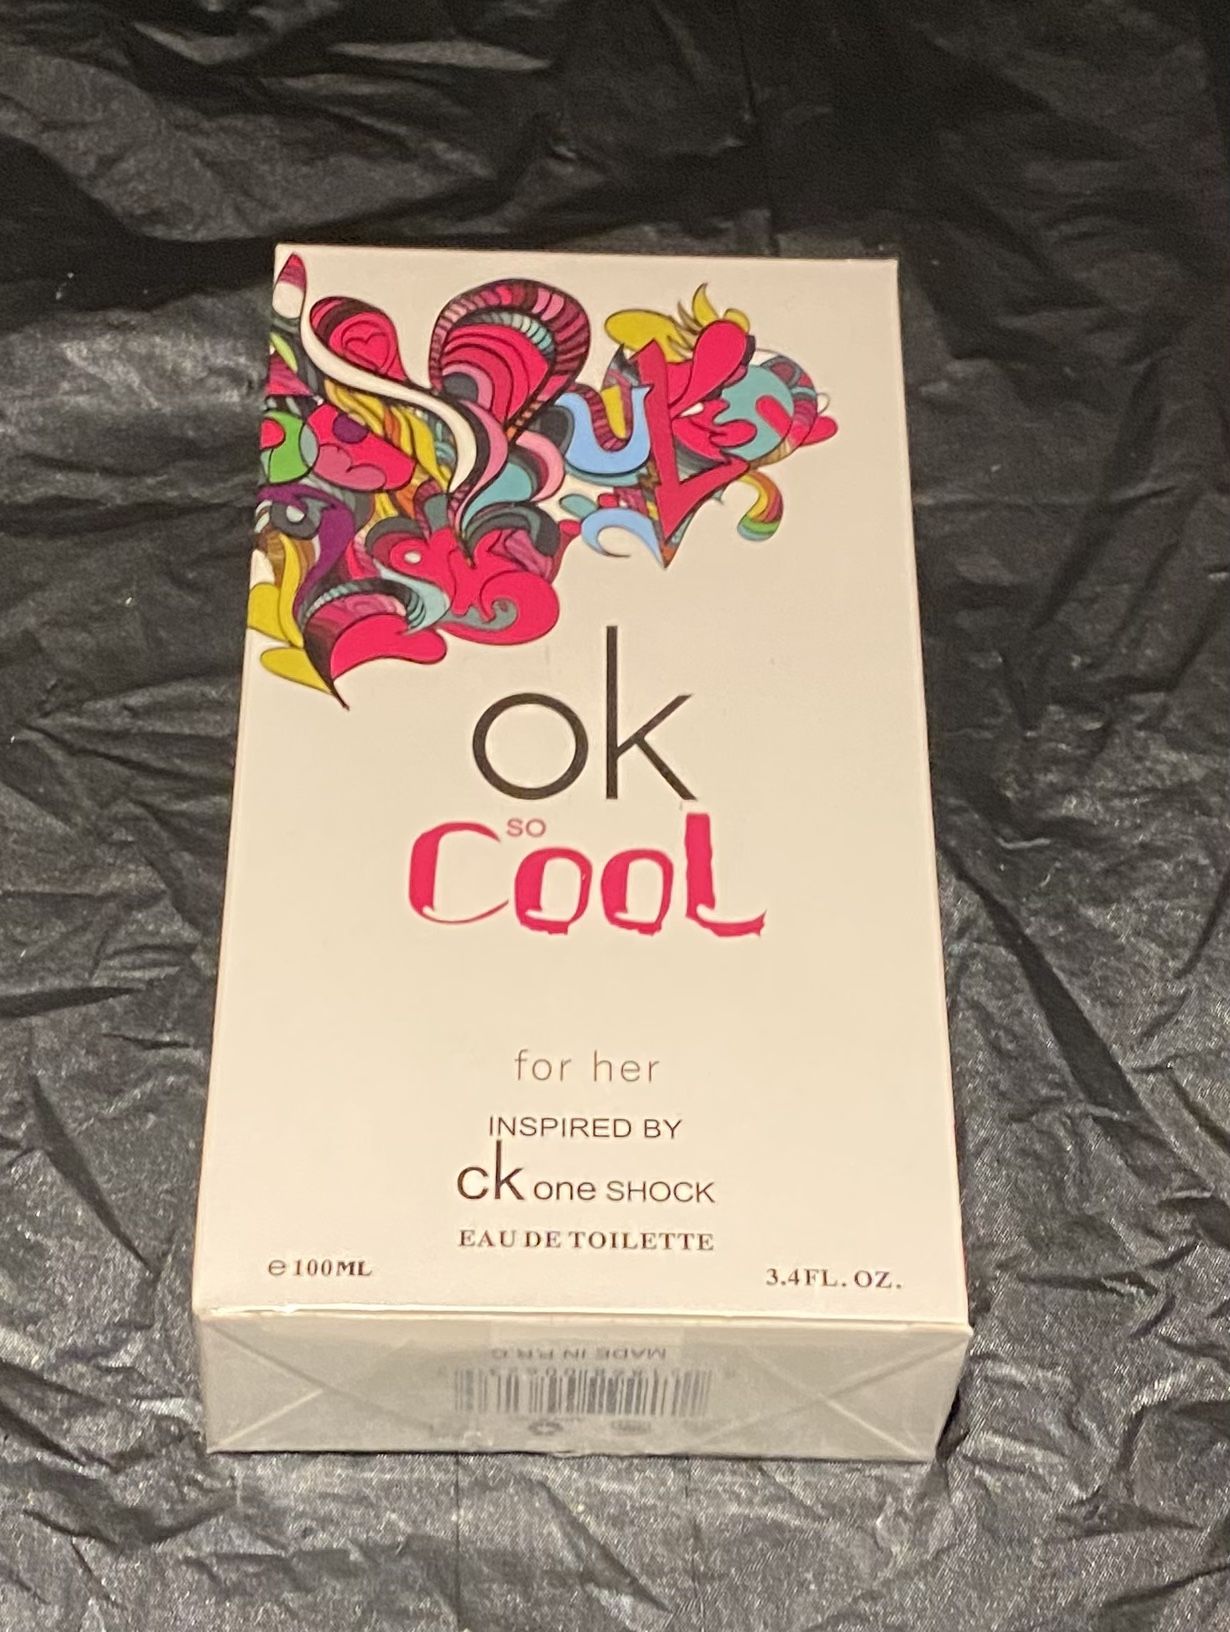 ok
so
Cool
for her
INSPIRED BY
ck one SHOCK
EAU DE TOILETTE
e 100ML
3.4FL. OZ.
MADE IN P.R.C